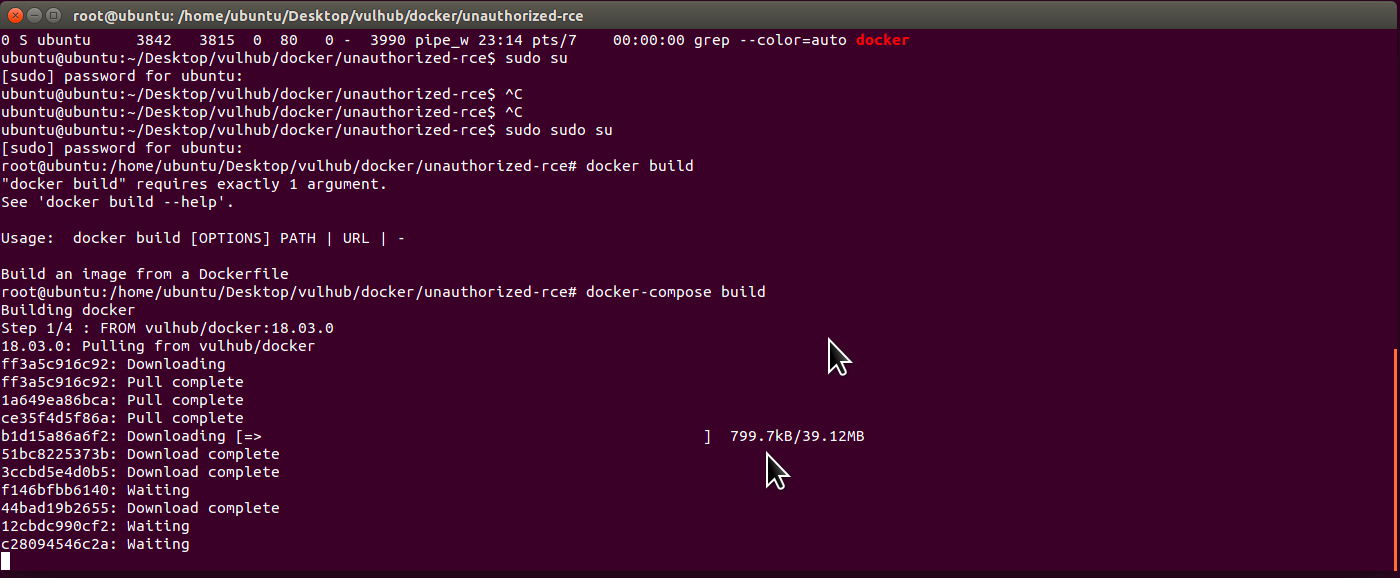 root@ubuntu: /home/ubuntu/Desktop/vulhub/docker/unauthorized-rce
0 S ubuntu     3842   3815  0  80   0 -  3990 pipe_w 23:14 pts/7    00:00:00 grep --color=auto docker
ubuntu@ubuntu:~/Desktop/vulhub/docker/unauthorized-rce$ sudo su
[sudo] password for ubuntu:
ubuntu@ubuntu:~/Desktop/vulhub/docker/unauthorized-rce$ ^C
ubuntu@ubuntu:~/Desktop/vulhub/docker/unauthorized-rce$ ^C
ubuntu@ubuntu:~/Desktop/vulhub/docker/unauthorized-rce$ sudo sudo su
[sudo] password for ubuntu:
root@ubuntu:/home/ubuntu/Desktop/vulhub/docker/unauthorized-rce# docker build
"docker build" requires exactly 1 argument.
See 'docker build --help'.
Usage:  docker build [OPTIONS] PATH | URL | -
Build an image from a Dockerfile
root@ubuntu:/home/ubuntu/Desktop/vulhub/docker/unauthorized-rce# docker-compose build
Building docker
Step 1/4 : FROM vulhub/docker:18.03.0
18.03.0: Pulling from vulhub/docker
ff3a5c916c92: Downloading
ff3a5c916c92: Pull complete
1a649ea86bca: Pull complete
ce35f4d5f86a: Pull complete
b1d15a86a6f2: Downloading [=>                                                 ]  799.7kB/39.12MB
51bc8225373b: Download complete
3ccbd5e4d0b5: Download complete
f146bfbb6140: Waiting
44bad19b2655: Download complete
12cbdc990cf2: Waiting
c28094546c2a: Waiting